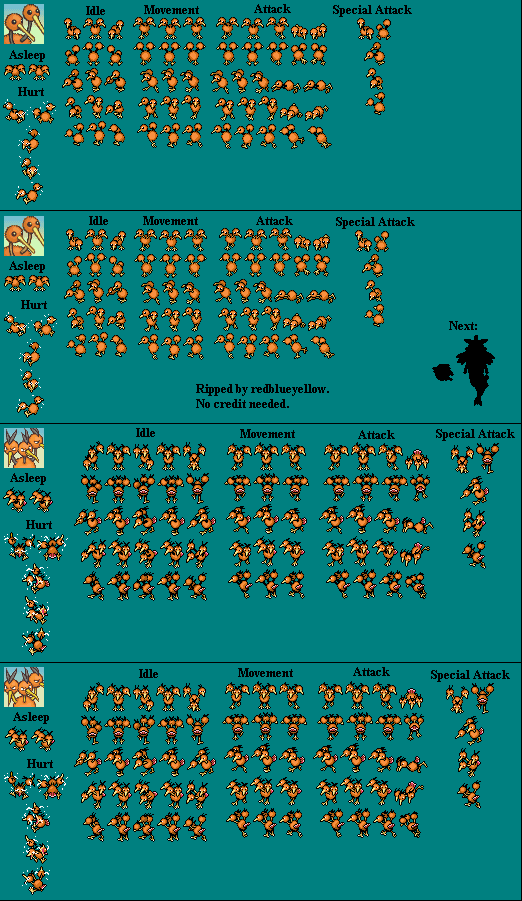 Idle Movement Attack Special Attack
Asleep
Hurt
Idle Movement Attack Special Attack
Asleep
Hurt
Next:
Ripped by redblueyellow.
No credit needed.
Idle Movement Attack Special Attack
Asleep
Hurt
Idle Movement Attack Special Attack
Asleep
Hurt